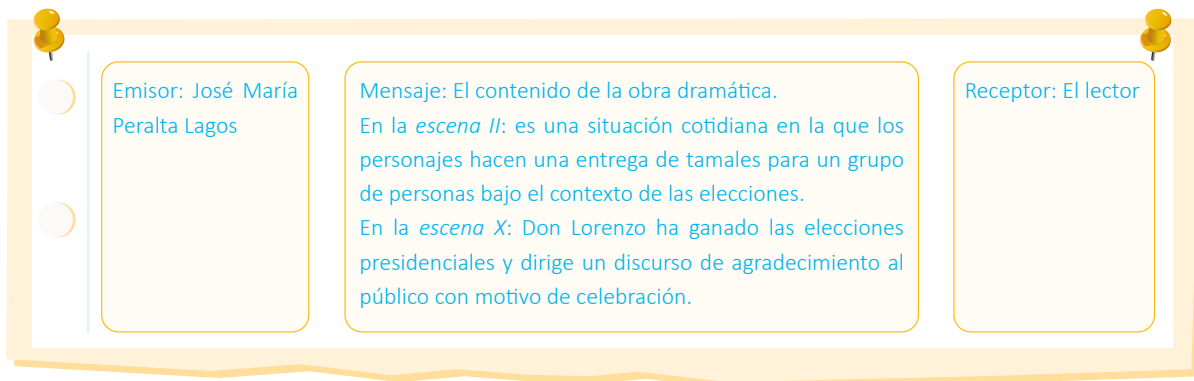 Emisor: José María
Peralta Lagos
Mensaje: El contenido de la obra dramática.
En la escena II: es una situación cotidiana en la que los
personajes hacen una entrega de tamales para un grupo
de personas bajo el contexto de las elecciones.
En la escena X: Don Lorenzo ha ganado las elecciones
presidenciales y dirige un discurso de agradecimiento al
público con motivo de celebración.
Receptor: El lector